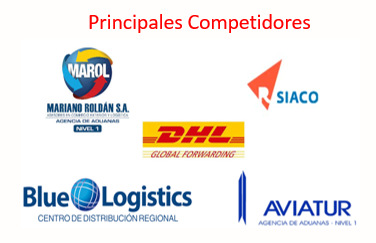 Principales Competidores
MAROL
MARIANO ROLDÁN S.A.
AGENCIA DE ADUANAS
NIVEL 1
SIACO
DHL
GLOBAL FORWARDING
Blue Logistics
CENTRO DE DISTRIBUCIÓN REGIONAL
AVIATUR
AGENCIA DE ADUANAS - NIVEL 1